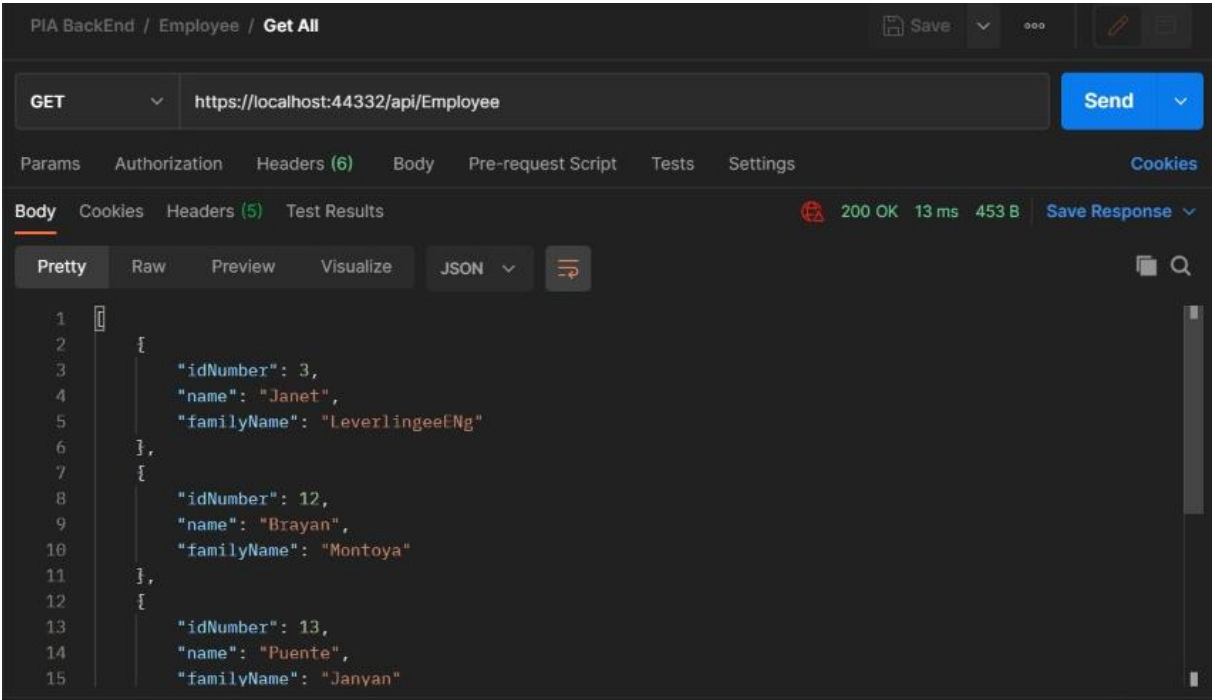 PIA BackEnd / Employee / Get All
Save
GET
https://localhost:44332/api/Employee
Send
Params Authorization Headers (6) Body Pre-request Script Tests Settings Cookies
Body Cookies Headers (5) Test Results 200 OK 13 ms 453 B Save Response
Pretty Raw Preview Visualize JSON
1 [
2 {
3 "idNumber": 3,
4 "name": "Janet",
5 "familyName": "LeverlingeeENg"
6 },
7 {
8 "idNumber": 12,
9 "name": "Brayan",
10 "familyName": "Montoya"
11 },
12 {
13 "idNumber": 13,
14 "name": "Puente",
15 "familyName": "Janyan"